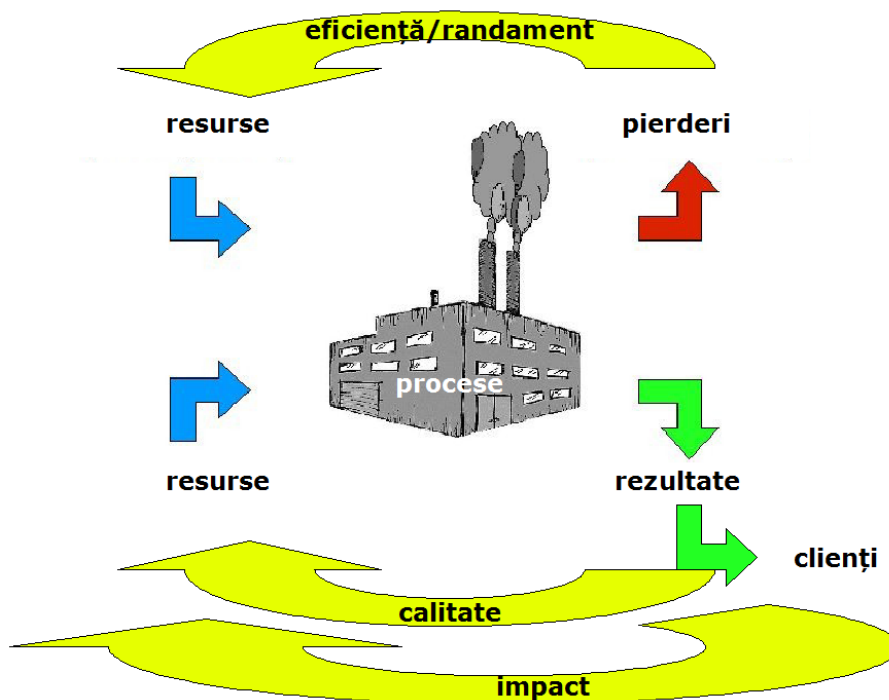 eficiență/randament
resurse
pierderi
procese
resurse
rezultate
clienți
calitate
impact